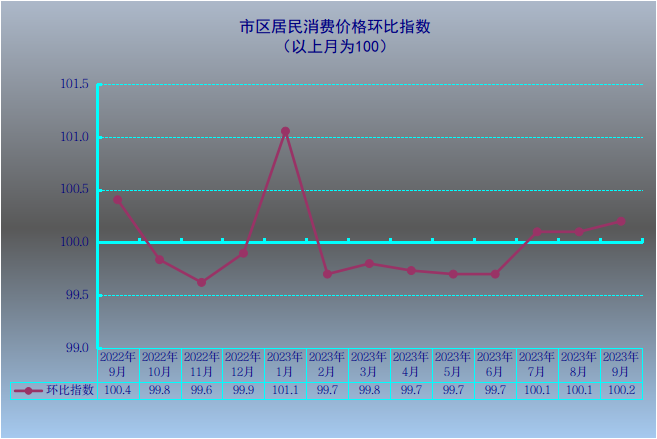 市区居民消费价格环比指数
（以上月为100）
101.5
101.0
100.5
100.0
99.5
99.0
2022年 2022年 2022年 2022年 2023年 2023年 2023年 2023年 2023年 2023年 2023年 2023年 2023年
9月 10月 11月 12月 1月 2月 3月 4月 5月 6月 7月 8月 9月
环比指数 100.4 99.8 99.6 99.9 101.1 99.7 99.8 99.7 99.7 99.7 100.1 100.1 100.2